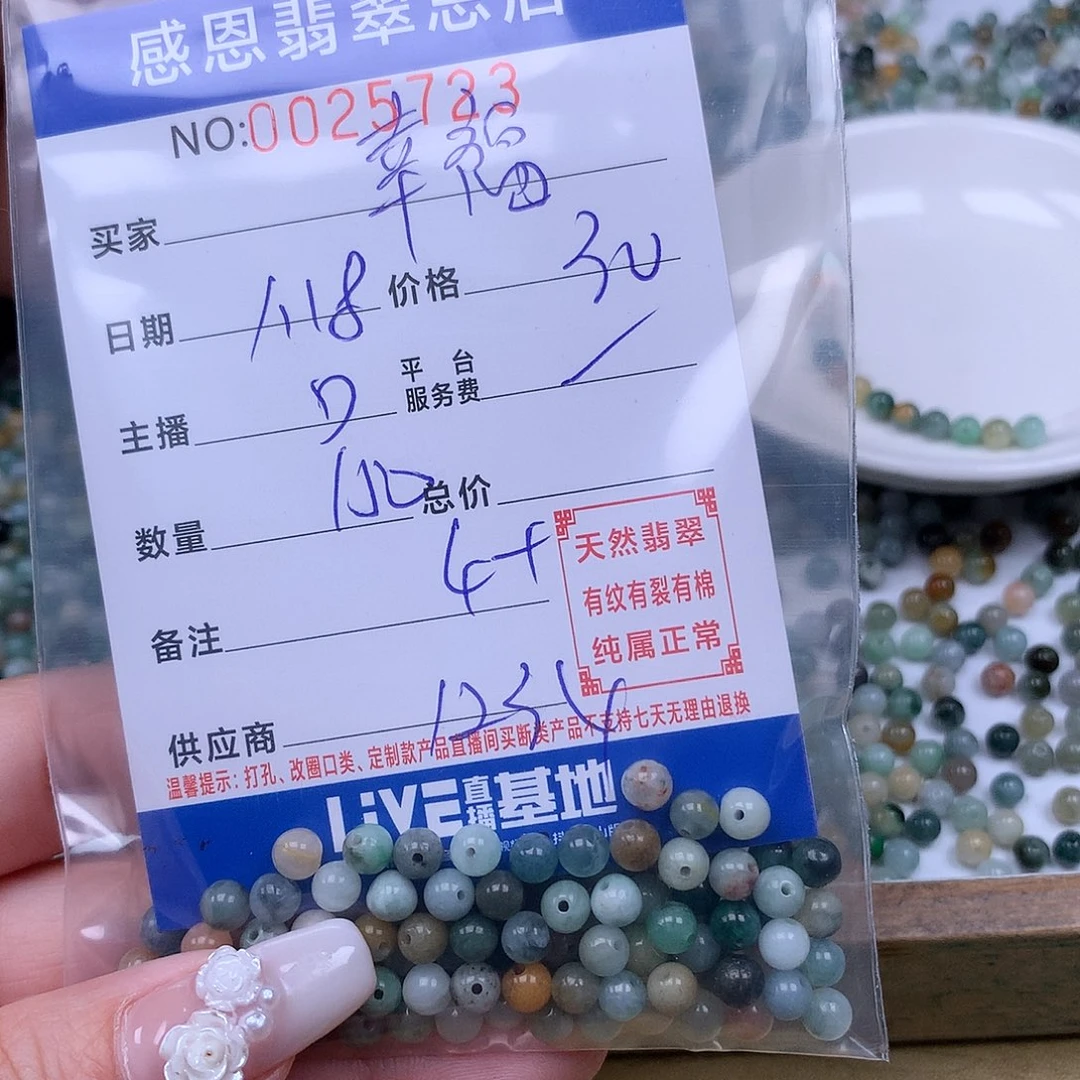 感恩翡翠总店
NO:0025723
买家 幸福
日期 1.18 价格 30
主播 D 平台服务费 /
数量 150 总价
备注 4+
供应商 1254
天然翡翠
有纹有裂有棉
纯属正常
温馨提示:打孔、改圈口类、定制款产品直播间买断类产品不支持七天无理由退换
LiVE直播基地